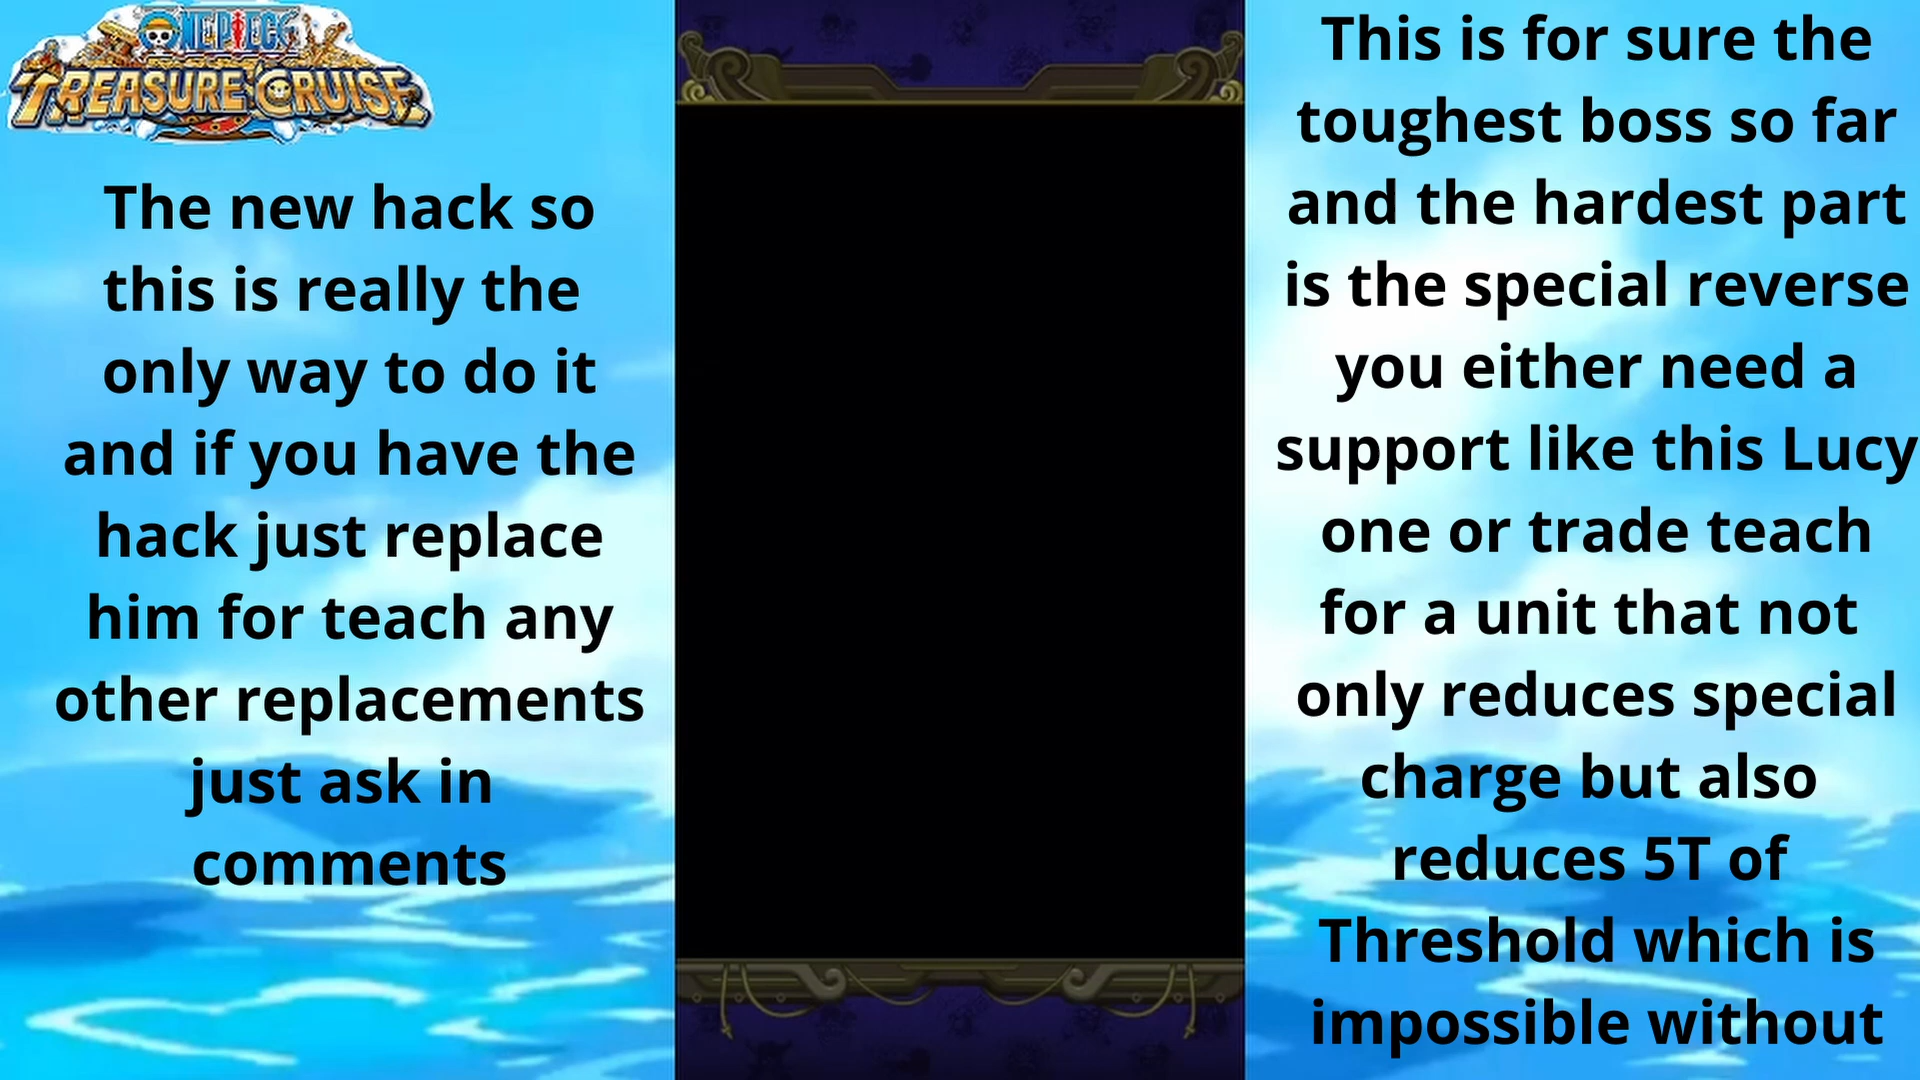 ONE PIECE
TREASURE CRUISE
The new hack so
this is really the
only way to do it
and if you have the
hack just replace
him for teach any
other replacements
just ask in
comments
This is for sure the
toughest boss so far
and the hardest part
is the special reverse
you either need a
support like this Lucy
one or trade teach
for a unit that not
only reduces special
charge but also
reduces 5T of
Threshold which is
impossible without